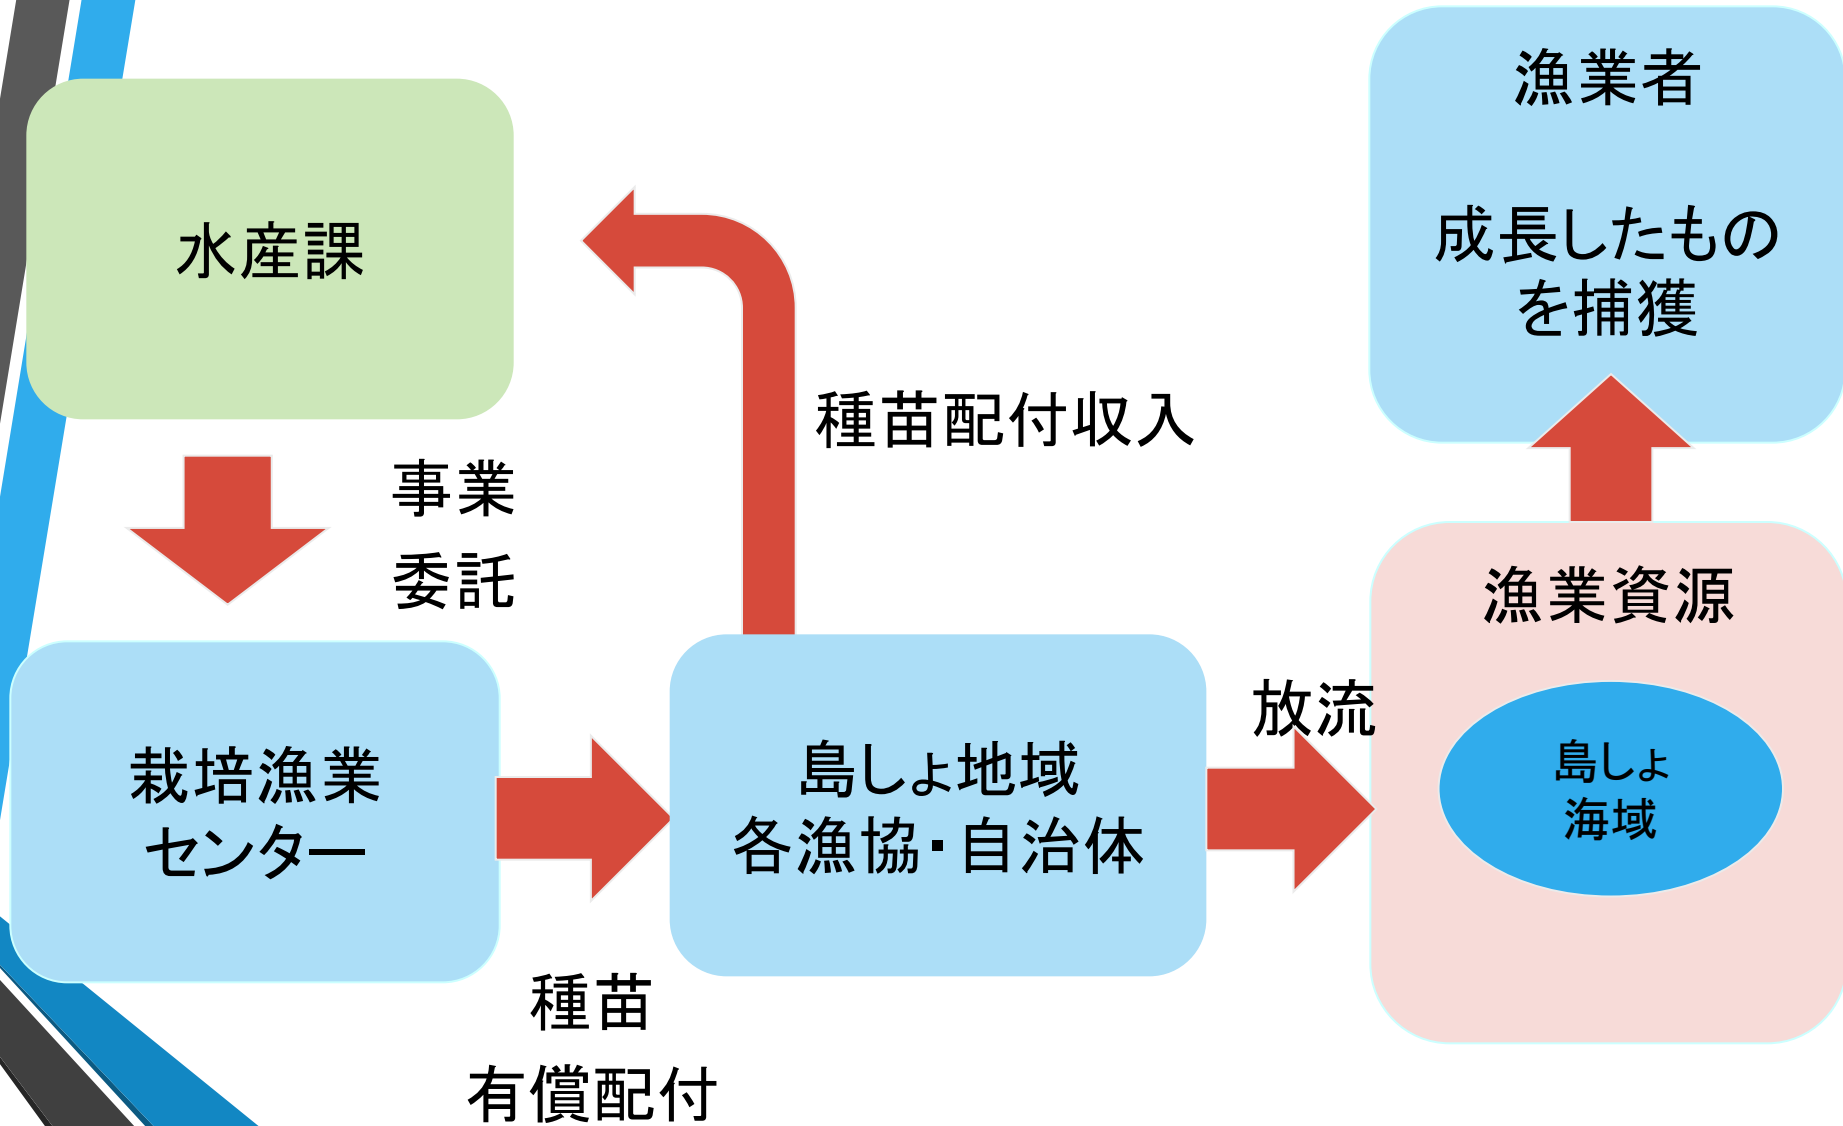 水産課
事業
委託
栽培漁業
センター
種苗
有償配付
種苗配付収入
島しょ地域
各漁協・自治体
放流
漁業者
成長したもの
を捕獲
漁業資源
島しょ
海域